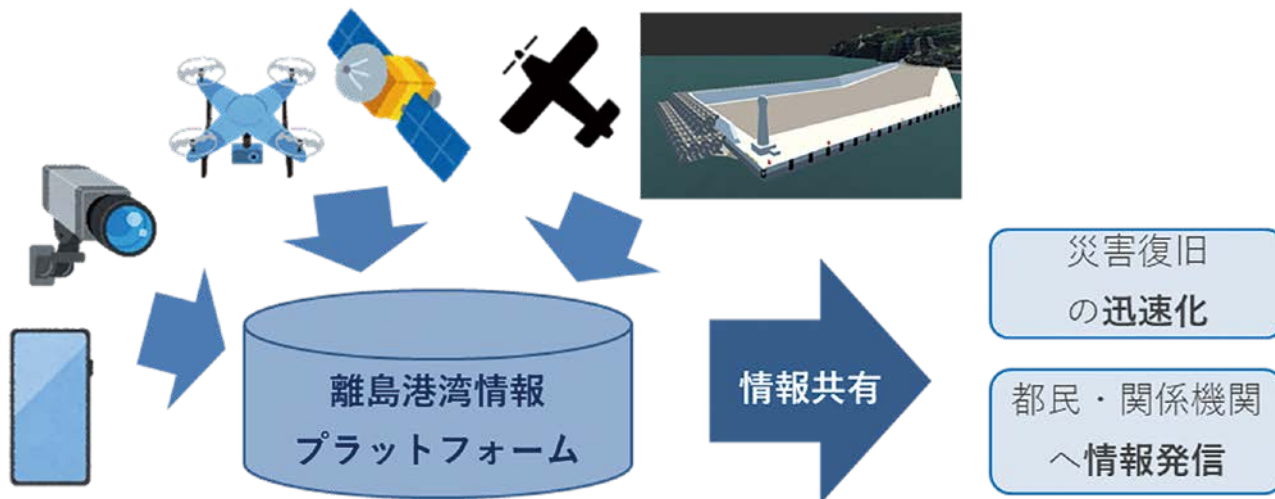 離島港湾情報
プラットフォーム
情報共有
災害復旧
の迅速化
都民・関係機関
へ情報発信